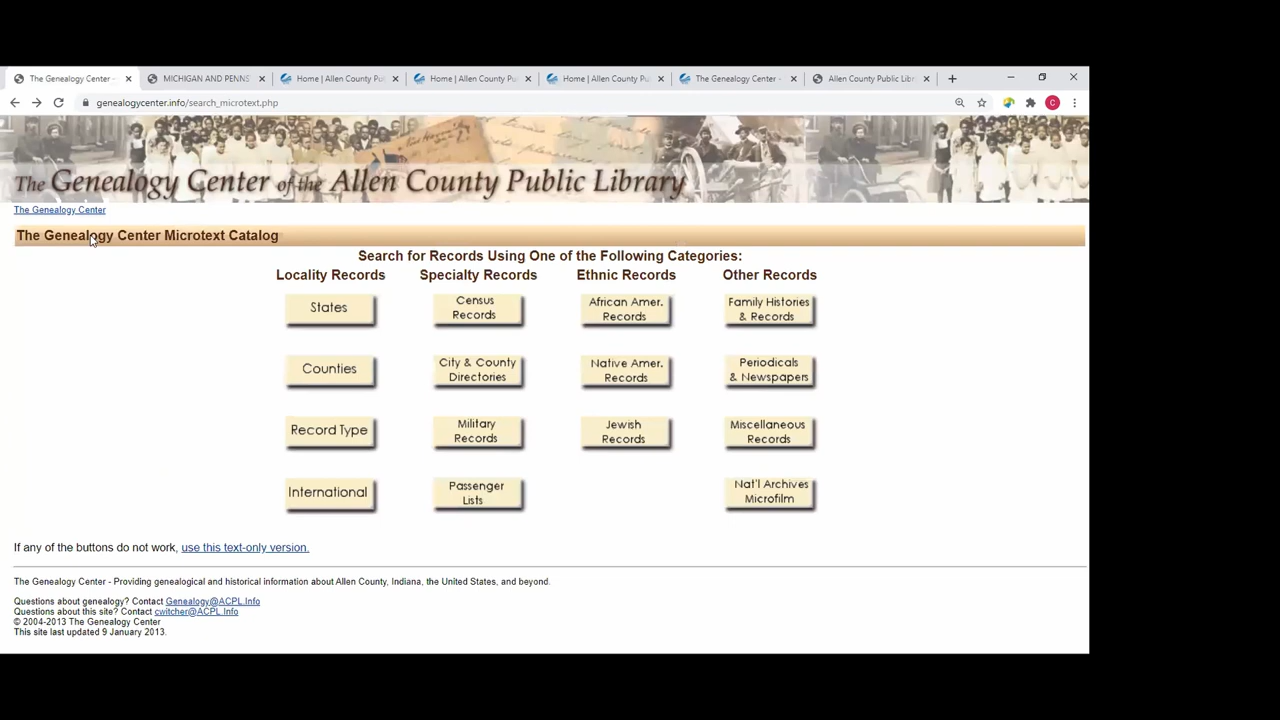 The Genealogy Center -
MICHIGAN AND PENNS
Home | Allen County Pu
Home | Allen County Pu
Home | Allen County Pu
The Genealogy Center -
Allen County Public Libr
genealogycenter.info/search_microtext.php
C
The Genealogy Center of the Allen County Public Library
The Genealogy Center
The Genealogy Center Microtext Catalog
Search for Records Using One of the Following Categories:
Locality Records
Specialty Records
Ethnic Records
Other Records
States
Census
Records
African Amer.
Records
Family Histories
& Records
Counties
City & County
Directories
Native Amer.
Records
Periodicals
& Newspapers
Record Type
Military
Records
Jewish
Records
Miscellaneous
Records
International
Passenger
Lists
Nat'l Archives
Microfilm
If any of the buttons do not work, use this text-only version.
The Genealogy Center - Providing genealogical and historical information about Allen County, Indiana, the United States, and beyond.
Questions about genealogy? Contact Genealogy@ACPL.Info
Questions about this site? Contact cwitcher@ACPL.Info
© 2004-2013 The Genealogy Center
This site last updated 9 January 2013.